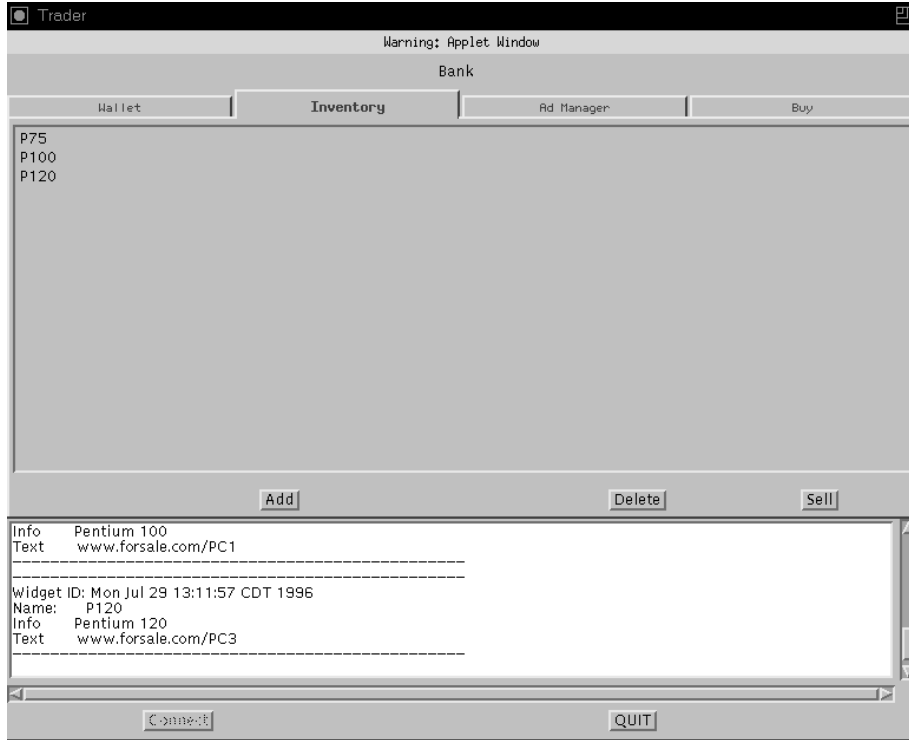 Trader
Warning: Applet Window
Bank
Wallet Inventory Ad Manager Buy
P75
P100
P120
Add Delete Sell
Info Pentium 100
Text www.forsale.com/PC1
------------------------------------------------
------------------------------------------------
Widget ID: Mon Jul 29 13:11:57 CDT 1996
Name: P120
Info Pentium 120
Text www.forsale.com/PC3
------------------------------------------------
Connect QUIT